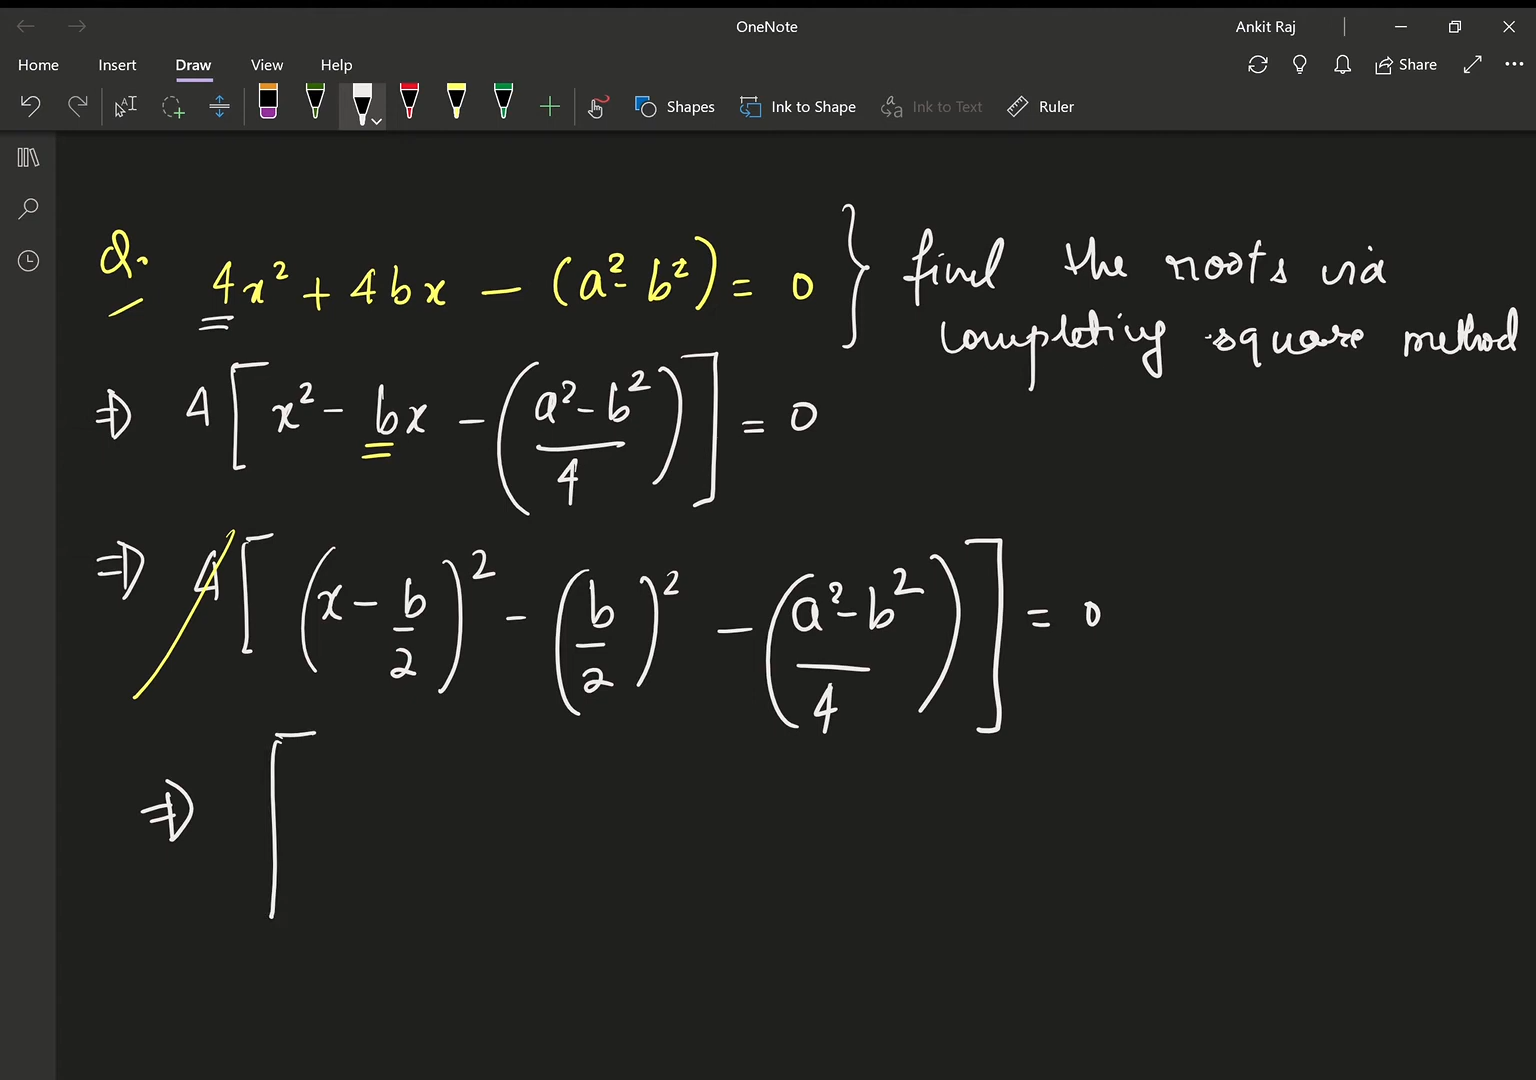 OneNote
Ankit Raj
Home Insert Draw View Help
Share
Shapes Ink to Shape Ink to Text Ruler
Q. 4x² + 4bx - (a² - b²) = 0 } find the roots via
completing square method
⇒ 4[x² - bx - ((a² - b²)/4)] = 0
⇒ 4[(x - b/2)² - (b/2)² - ((a² - b²)/4)] = 0
⇒ [